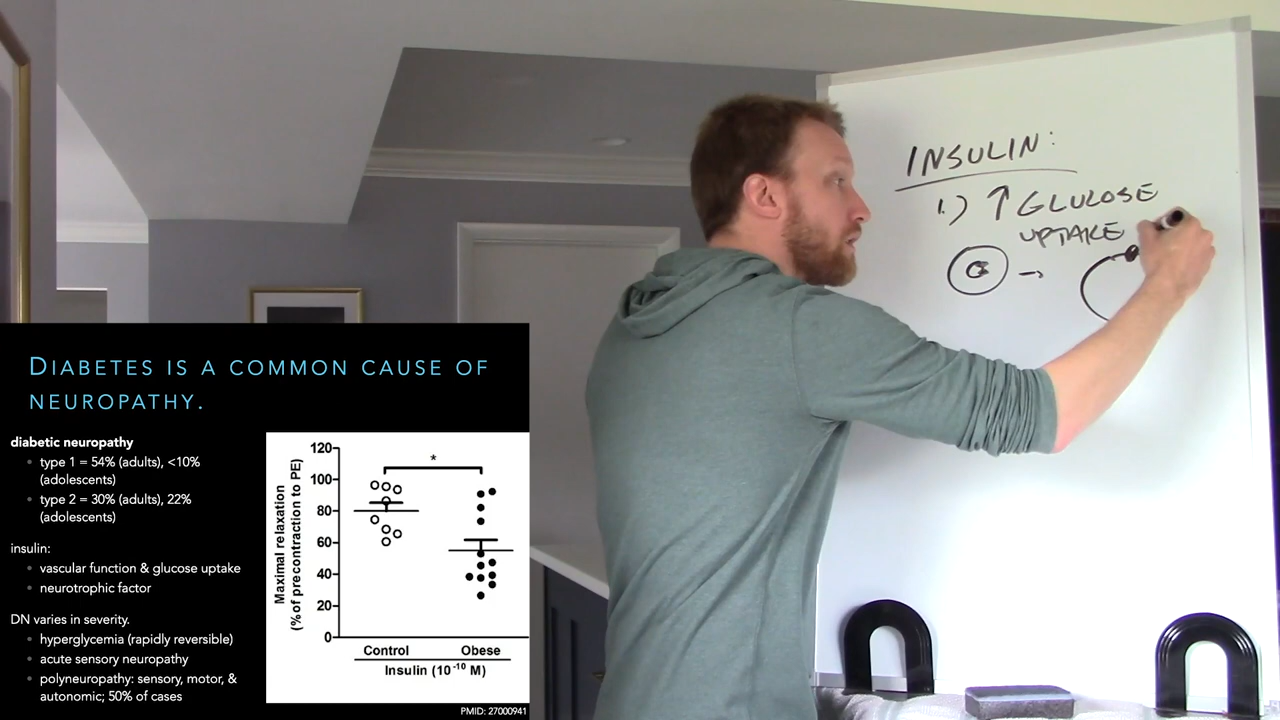 INSULIN:
1.) ↑ GLUCOSE
UPTAKE
→
DIABETES IS A COMMON CAUSE OF
NEUROPATHY.
diabetic neuropathy
• type 1 = 54% (adults), <10%
(adolescents)
• type 2 = 30% (adults), 22%
(adolescents)
insulin:
• vascular function & glucose uptake
• neurotrophic factor
DN varies in severity.
• hyperglycemia (rapidly reversible)
• acute sensory neuropathy
• polyneuropathy: sensory, motor, &
autonomic; 50% of cases
Maximal relaxation
(% of precontraction to PE)
120
100
80
60
40
20
0
*
Control Obese
Insulin (10⁻¹⁰ M)
PMID: 27000941